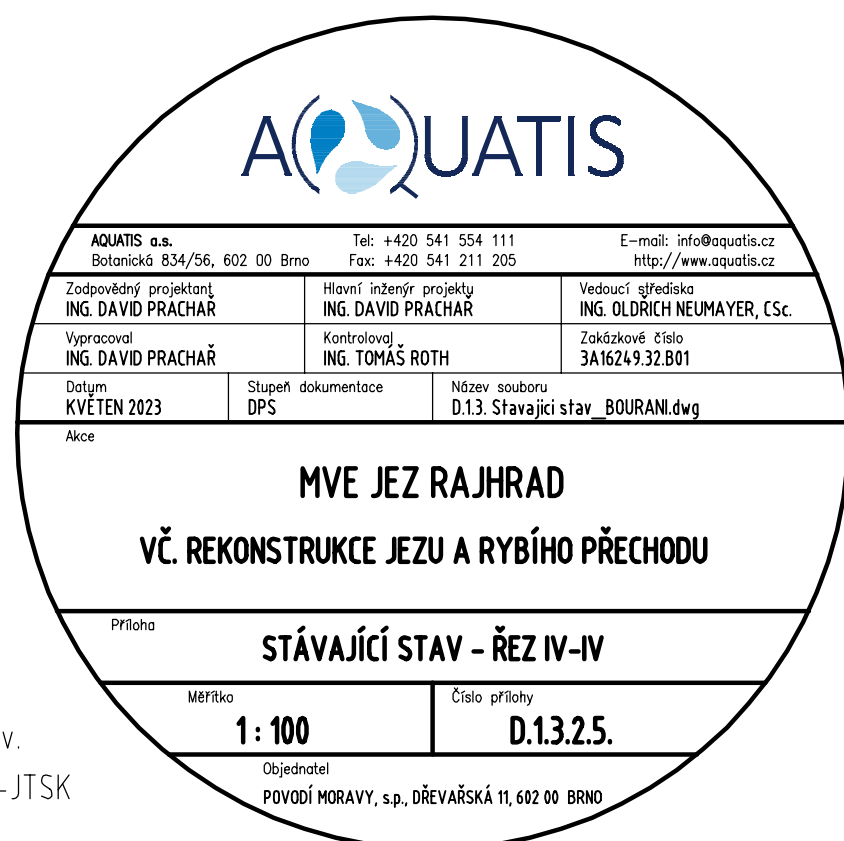 AQUATIS
AQUATIS a.s. Tel: +420 541 554 111 E-mail: info@aquatis.cz
Botanická 834/56, 602 00 Brno Fax: +420 541 211 205 http://www.aquatis.cz
Zodpovědný projektant Hlavní inženýr projektu Vedoucí střediska
ING. DAVID PRACHAŘ ING. DAVID PRACHAŘ ING. OLDŘICH NEUMAYER, CSc.
Vypracoval Kontroloval Zakázkové číslo
ING. DAVID PRACHAŘ ING. TOMÁŠ ROTH 3A16249.32.B01
Datum Stupeň dokumentace Název souboru
KVĚTEN 2023 DPS D.1.3. Stavajici stav_BOURANI.dwg
Akce
MVE JEZ RAJHRAD
VČ. REKONSTRUKCE JEZU A RYBÍHO PŘECHODU
Příloha
STÁVAJÍCÍ STAV - ŘEZ IV-IV
Měřítko Číslo přílohy
1 : 100 D.1.3.2.5.
v.
-JTSK
Objednatel
POVODÍ MORAVY, s.p., DŘEVAŘSKÁ 11, 602 00 BRNO